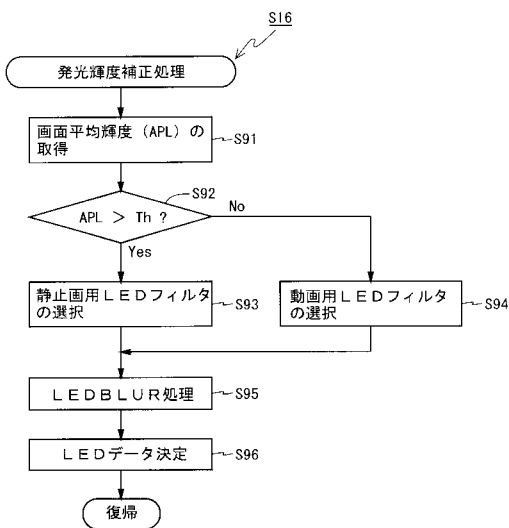 S16
発光輝度補正処理
画面平均輝度(APL)の
取得
S91
S92
APL > Th ?
No
Yes
静止画用LEDフィルタ
の選択
S93
動画用LEDフィルタ
の選択
S94
LEDBLUR処理
S95
LEDデータ決定
S96
復帰